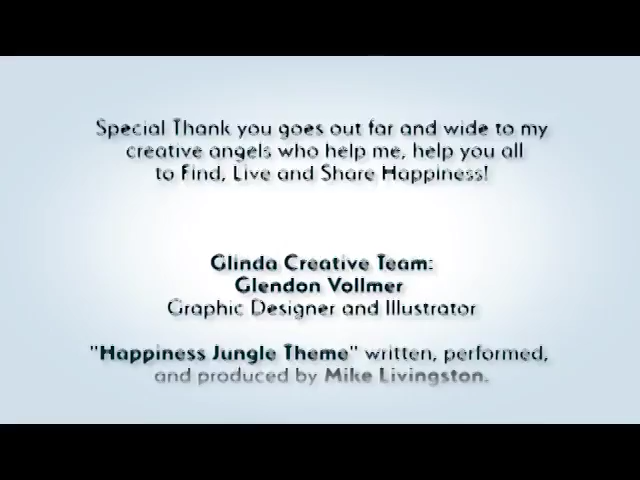 Special Thank you goes out far and wide to my
creative angels who help me, help you all
to Find, Live and Share Happiness!
Glinda Creative Team:
Glendon Vollmer
Graphic Designer and Illustrator
"Happiness Jungle Theme" written, performed,
and produced by Mike Livingston.